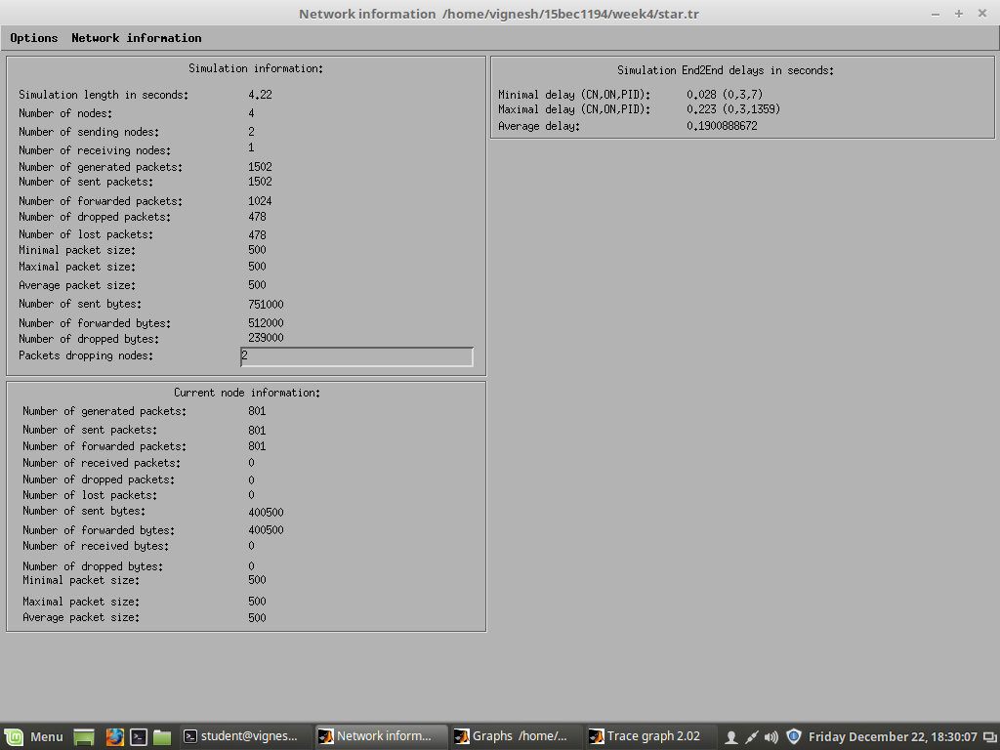 Network information /home/vignesh/15bec1194/week4/star.tr
Options Network information
Simulation information:
Simulation length in seconds: 4.22
Number of nodes: 4
Number of sending nodes: 2
Number of receiving nodes: 1
Number of generated packets: 1502
Number of sent packets: 1502
Number of forwarded packets: 1024
Number of dropped packets: 478
Number of lost packets: 478
Minimal packet size: 500
Maximal packet size: 500
Average packet size: 500
Number of sent bytes: 751000
Number of forwarded bytes: 512000
Number of dropped bytes: 239000
Packets dropping nodes: 2
Simulation End2End delays in seconds:
Minimal delay (CN,ON,PID): 0.028 (0,3,7)
Maximal delay (CN,ON,PID): 0.223 (0,3,1359)
Average delay: 0.1900888672
Current node information:
Number of generated packets: 801
Number of sent packets: 801
Number of forwarded packets: 801
Number of received packets: 0
Number of dropped packets: 0
Number of lost packets: 0
Number of sent bytes: 400500
Number of forwarded bytes: 400500
Number of received bytes: 0
Number of dropped bytes: 0
Minimal packet size: 500
Maximal packet size: 500
Average packet size: 500
Menu student@vignes... Network inform... Graphs /home/... Trace graph 2.02 Friday December 22, 18:30:07